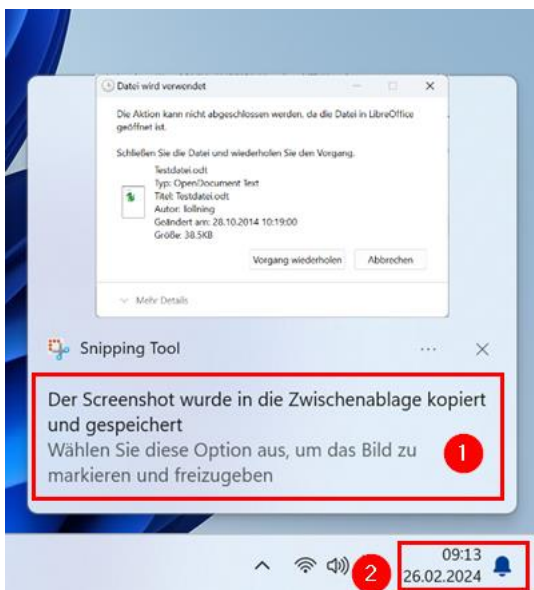 Datei wird verwendet
Die Aktion kann nicht abgeschlossen werden, da die Datei in LibreOffice
geöffnet ist.
Schließen Sie die Datei und wiederholen Sie den Vorgang.
Testdatei.odt
Typ: OpenDocument Text
Titel: Testdatei.odt
Autor: lollning
Geändert am: 28.10.2014 10:19:00
Größe: 38.5KB
Vorgang wiederholen Abbrechen
Mehr Details
Snipping Tool
Der Screenshot wurde in die Zwischenablage kopiert
und gespeichert
Wählen Sie diese Option aus, um das Bild zu
markieren und freizugeben
1
2
09:13
26.02.2024